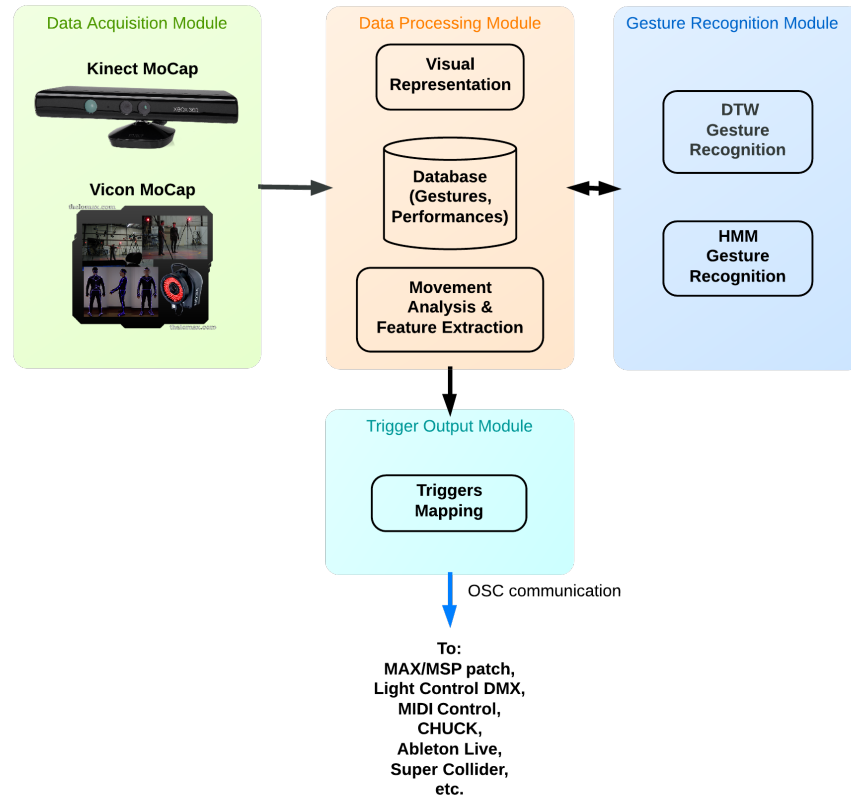 Data Acquisition Module
Kinect MoCap
XBOX 360
Vicon MoCap
Data Processing Module
Visual
Representation
Database
(Gestures,
Performances)
Movement
Analysis &
Feature Extraction
Gesture Recognition Module
DTW
Gesture
Recognition
HMM
Gesture
Recognition
Trigger Output Module
Triggers
Mapping
OSC communication
To:
MAX/MSP patch,
Light Control DMX,
MIDI Control,
CHUCK,
Ableton Live,
Super Collider,
etc.